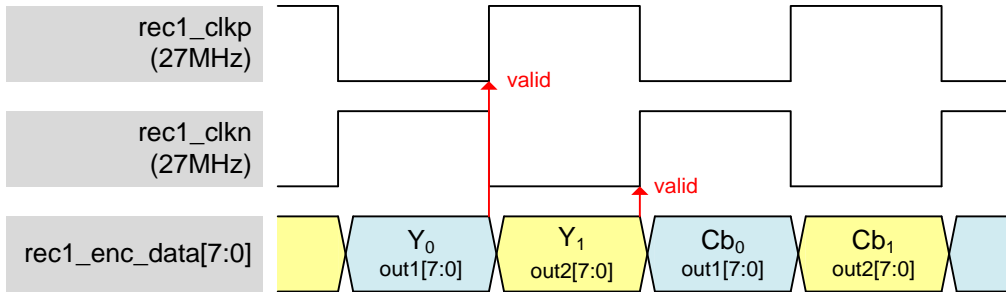 rec1_clkp
(27MHz)
valid
rec1_clkn
(27MHz)
valid
rec1_enc_data[7:0]
Y0
out1[7:0]
Y1
out2[7:0]
Cb0
out1[7:0]
Cb1
out2[7:0]